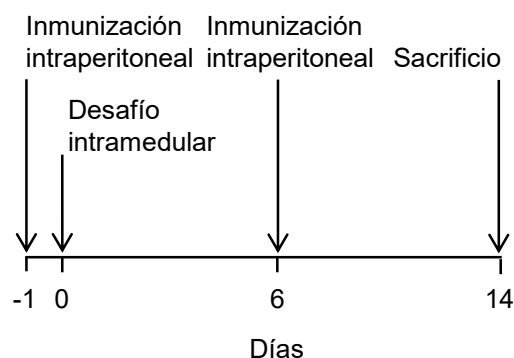 Inmunización
intraperitoneal
Inmunización
intraperitoneal
Sacrificio
Desafío
intramedular
-1 0 6 14
Días